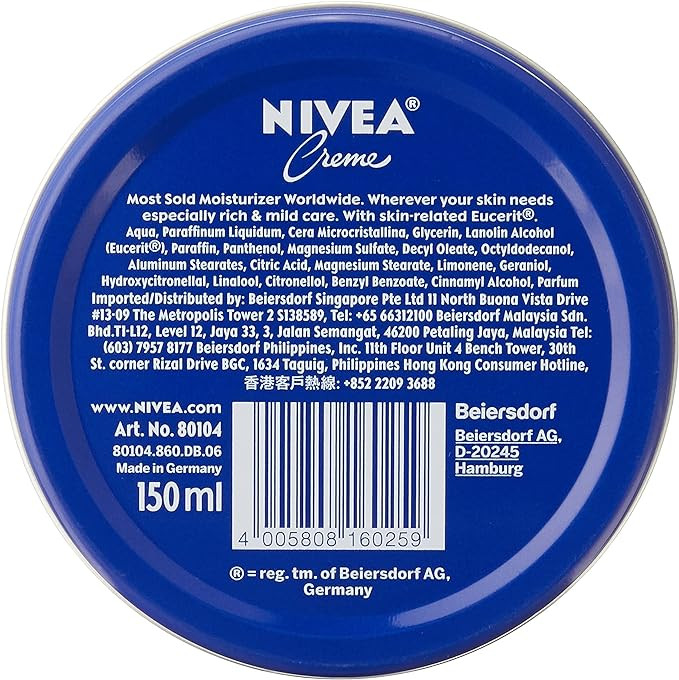 NIVEA®
Creme
Most Sold Moisturizer Worldwide. Wherever your skin needs
especially rich & mild care. With skin-related Eucerit®.
Aqua, Paraffinum Liquidum, Cera Microcristallina, Glycerin, Lanolin Alcohol
(Eucerit®), Paraffin, Panthenol, Magnesium Sulfate, Decyl Oleate, Octyldodecanol,
Aluminum Stearates, Citric Acid, Magnesium Stearate, Limonene, Geraniol,
Hydroxycitronellal, Linalool, Citronellol, Benzyl Benzoate, Cinnamyl Alcohol, Parfum
Imported/Distributed by: Beiersdorf Singapore Pte Ltd 11 North Buona Vista Drive
#13-09 The Metropolis Tower 2 S138589, Tel: +65 66312100 Beiersdorf Malaysia Sdn.
Bhd.T1-L12, Level 12, Jaya 33, 3, Jalan Semangat, 46200 Petaling Jaya, Malaysia Tel:
(603) 7957 8177 Beiersdorf Philippines, Inc. 11th Floor Unit 4 Bench Tower, 30th
St. corner Rizal Drive BGC, 1634 Taguig, Philippines Hong Kong Consumer Hotline,
香港客戶熱線: +852 2209 3688
www.NIVEA.com
Art. No. 80104
80104.860.DB.06
Made in Germany
150 ml
4 005808 160259
Beiersdorf
Beiersdorf AG,
D-20245
Hamburg
® = reg. tm. of Beiersdorf AG,
Germany